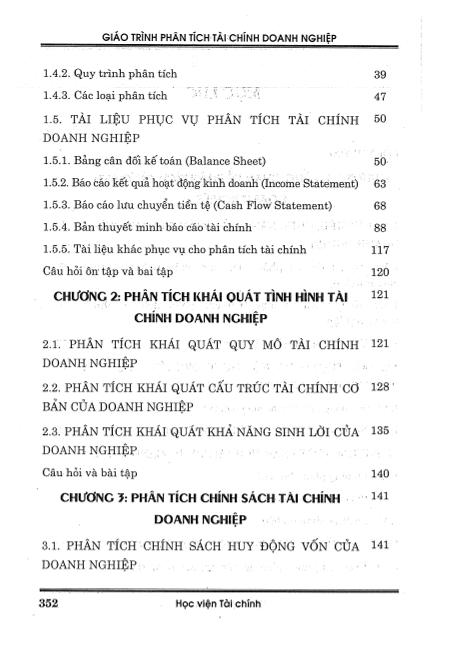 GIÁO TRÌNH PHÂN TÍCH TÀI CHÍNH DOANH NGHIỆP
1.4.2. Quy trình phân tích 39
1.4.3. Các loại phân tích 47
1.5. TÀI LIỆU PHỤC VỤ PHÂN TÍCH TÀI CHÍNH 50
DOANH NGHIỆP
1.5.1. Bảng cân đối kế toán (Balance Sheet) 50
1.5.2. Báo cáo kết quả hoạt động kinh doanh (Income Statement) 63
1.5.3. Báo cáo lưu chuyển tiền tệ (Cash Flow Statement) 68
1.5.4. Bản thuyết minh báo cáo tài chính 88
1.5.5. Tài liệu khác phục vụ cho phân tích tài chính 117
Câu hỏi ôn tập và bai tập 120
CHƯƠNG 2: PHÂN TÍCH KHÁI QUÁT TÌNH HÌNH TÀI 121
CHÍNH DOANH NGHIỆP
2.1. PHÂN TÍCH KHÁI QUÁT QUY MÔ TÀI CHÍNH 121
DOANH NGHIỆP
2.2. PHÂN TÍCH KHÁI QUÁT CẤU TRÚC TÀI CHÍNH CƠ 128
BẢN CỦA DOANH NGHIỆP
2.3. PHÂN TÍCH KHÁI QUÁT KHẢ NĂNG SINH LỜI CỦA 135
DOANH NGHIỆP
Câu hỏi và bài tập 140
CHƯƠNG 3: PHÂN TÍCH CHÍNH SÁCH TÀI CHÍNH 141
DOANH NGHIỆP
3.1. PHÂN TÍCH CHÍNH SÁCH HUY ĐỘNG VỐN CỦA 141
DOANH NGHIỆP
352 Học viện Tài chính